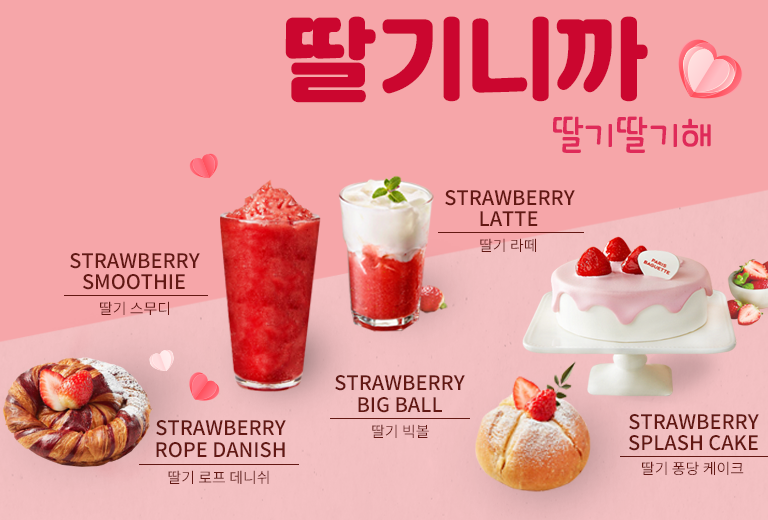 딸기니까
딸기딸기해
STRAWBERRY
LATTE
딸기 라떼
STRAWBERRY
SMOOTHIE
딸기 스무디
PARIS
BAGUETTE
STRAWBERRY
BIG BALL
딸기 빅볼
STRAWBERRY
ROPE DANISH
딸기 로프 데니쉬
STRAWBERRY
SPLASH CAKE
딸기 퐁당 케이크